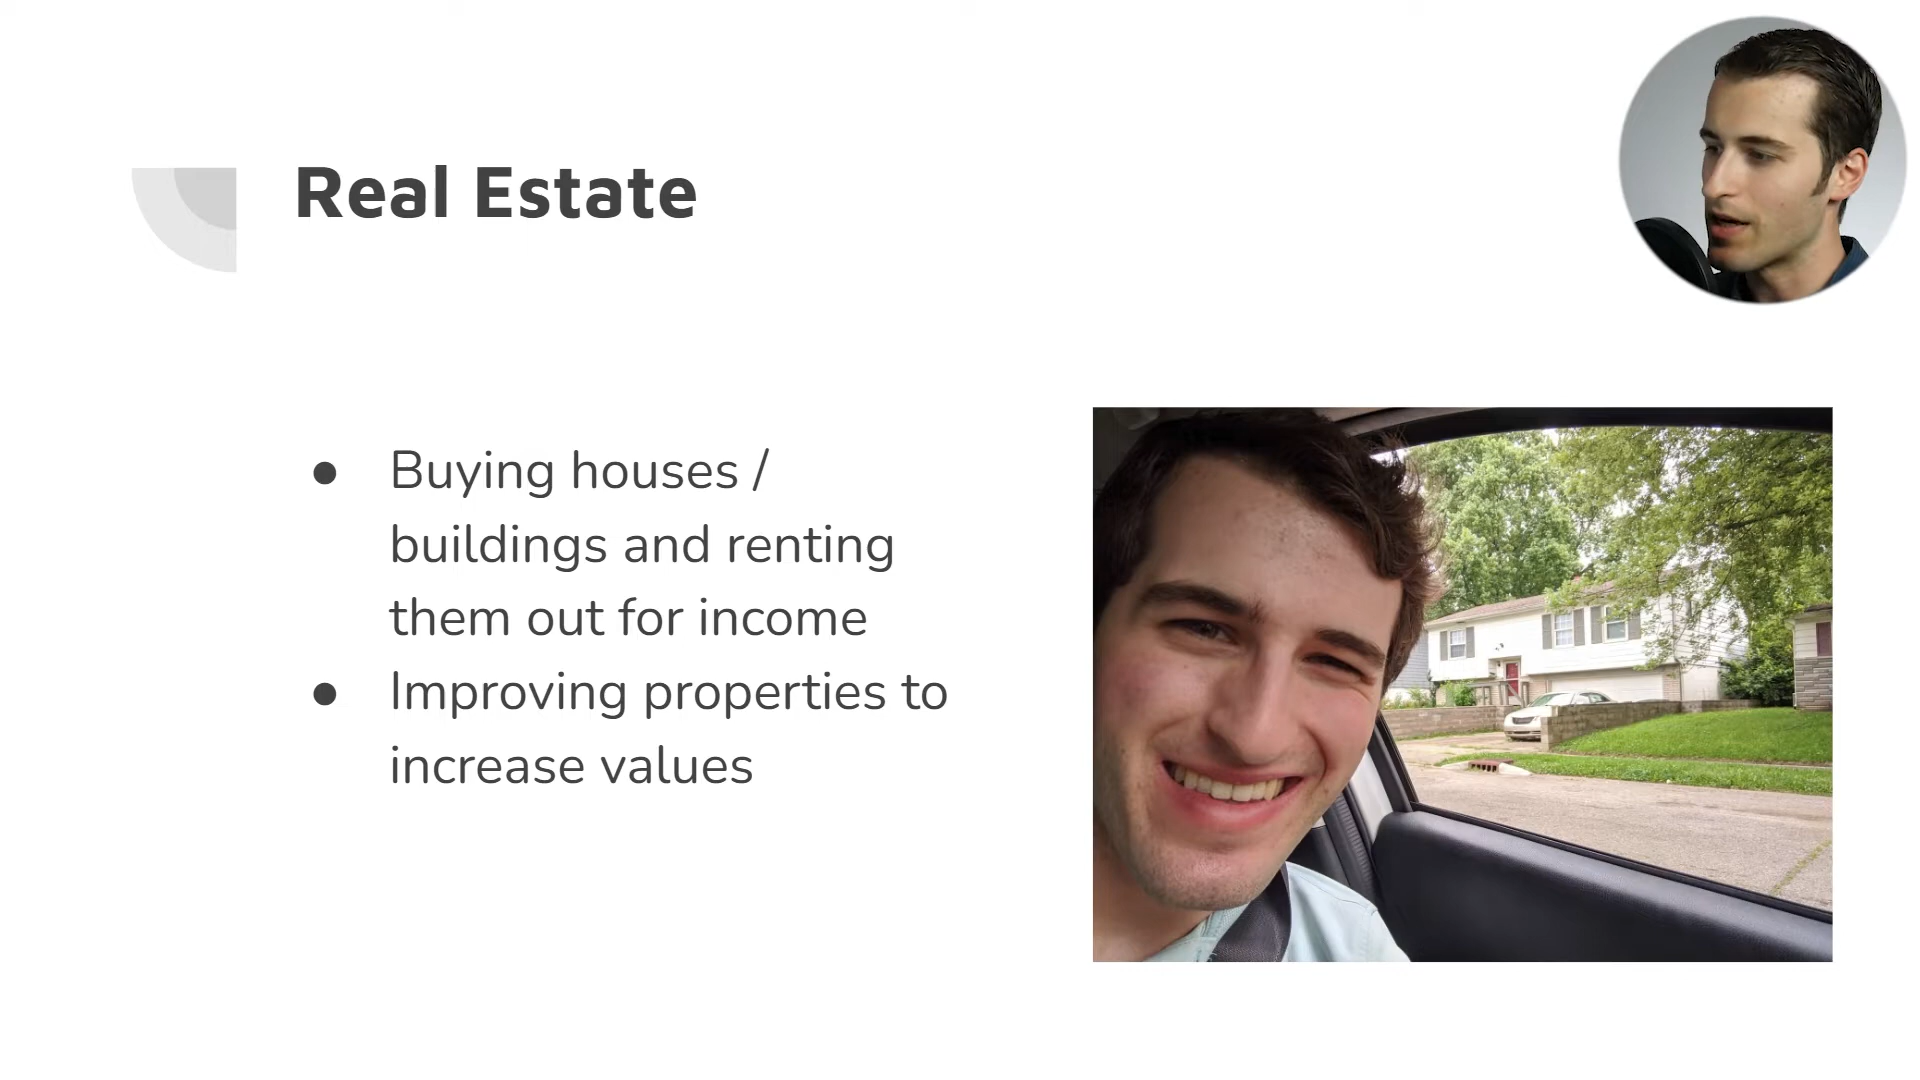 Real Estate
● Buying houses /
buildings and renting
them out for income
● Improving properties to
increase values